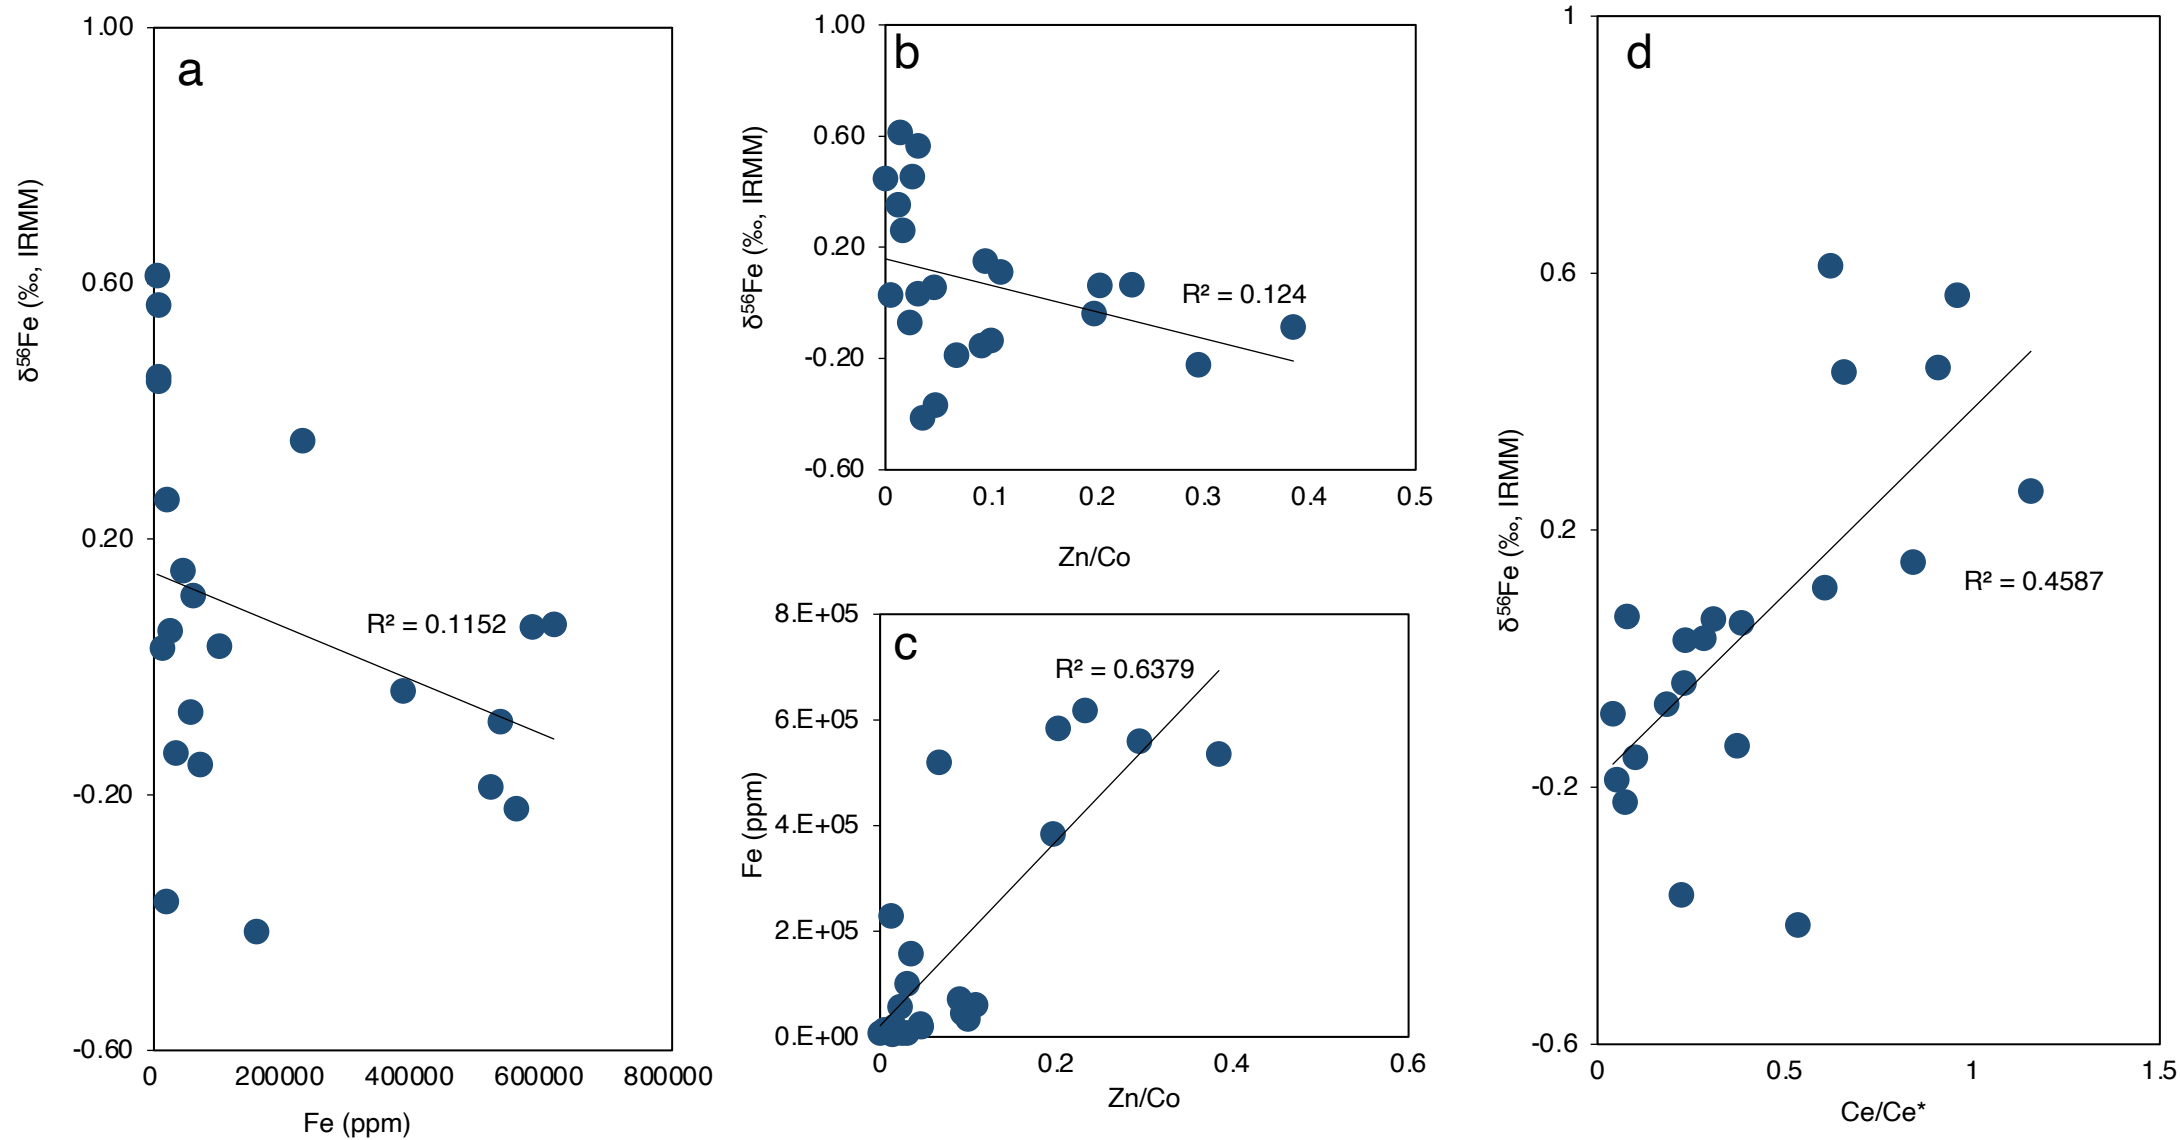 a
1.00
0.60
0.20
-0.20
-0.60
δ⁵⁶Fe (‰, IRMM)
R² = 0.1152
0 200000 400000 600000 800000
Fe (ppm)
b
1.00
0.60
0.20
-0.20
-0.60
δ⁵⁶Fe (‰, IRMM)
R² = 0.124
0 0.1 0.2 0.3 0.4 0.5
Zn/Co
c
8.E+05
6.E+05
4.E+05
2.E+05
0.E+00
Fe (ppm)
R² = 0.6379
0 0.2 0.4 0.6
Zn/Co
d
1
0.6
0.2
-0.2
-0.6
δ⁵⁶Fe (‰, IRMM)
R² = 0.4587
0 0.5 1 1.5
Ce/Ce*